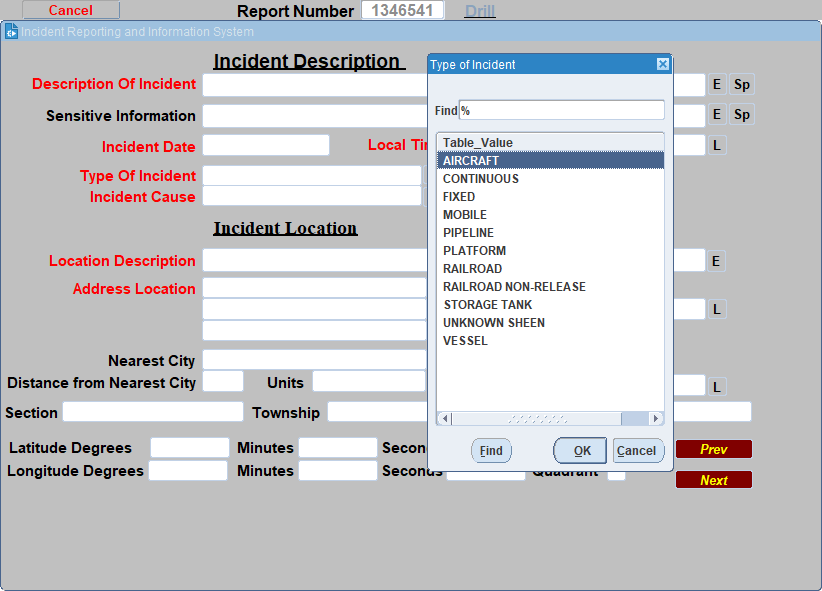 Cancel Report Number 1346541 Drill
Incident Reporting and Information System
Incident Description
Description Of Incident E Sp
Sensitive Information E Sp
Incident Date Local Tir L
Type Of Incident
Incident Cause
Incident Location
Location Description E
Address Location L
Nearest City
Distance from Nearest City Units L
Section Township
Latitude Degrees Minutes Secon
Longitude Degrees Minutes Seconds Quadrant
Prev
Next
Type of Incident
Find %
Table_Value
AIRCRAFT
CONTINUOUS
FIXED
MOBILE
PIPELINE
PLATFORM
RAILROAD
RAILROAD NON-RELEASE
STORAGE TANK
UNKNOWN SHEEN
VESSEL
Find OK Cancel